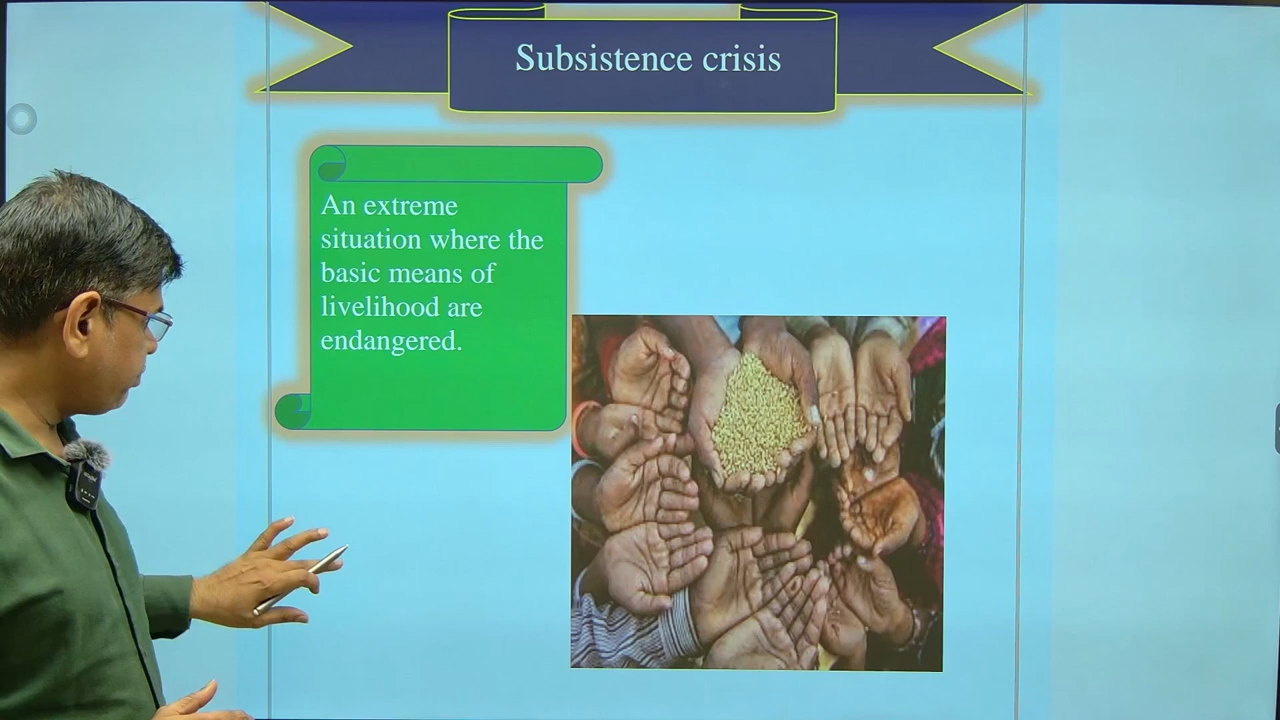 Subsistence crisis
An extreme
situation where the
basic means of
livelihood are
endangered.